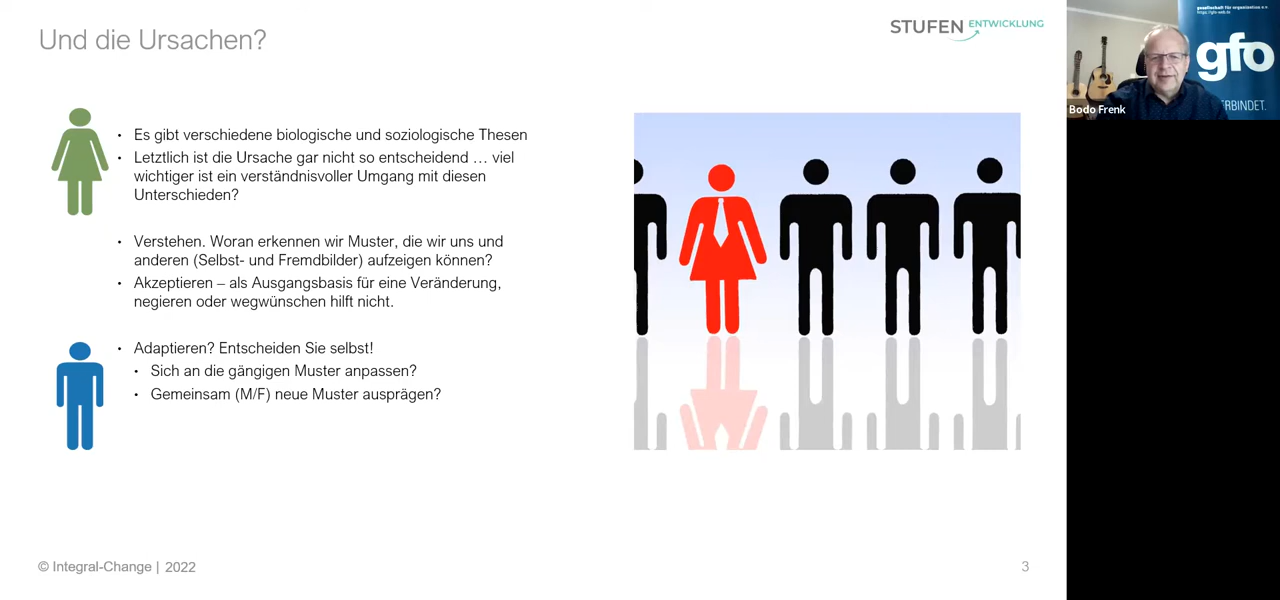 Und die Ursachen?
STUFEN ENTWICKLUNG
• Es gibt verschiedene biologische und soziologische Thesen
• Letztlich ist die Ursache gar nicht so entscheidend … viel
wichtiger ist ein verständnisvoller Umgang mit diesen
Unterschieden?
• Verstehen. Woran erkennen wir Muster, die wir uns und
anderen (Selbst- und Fremdbilder) aufzeigen können?
• Akzeptieren – als Ausgangsbasis für eine Veränderung,
negieren oder wegwünschen hilft nicht.
• Adaptieren? Entscheiden Sie selbst!
• Sich an die gängigen Muster anpassen?
• Gemeinsam (M/F) neue Muster ausprägen?
© Integral-Change | 2022
3
gesellschaft für organisation e.v.
gfo
ERBINDET.
Bodo Frenk